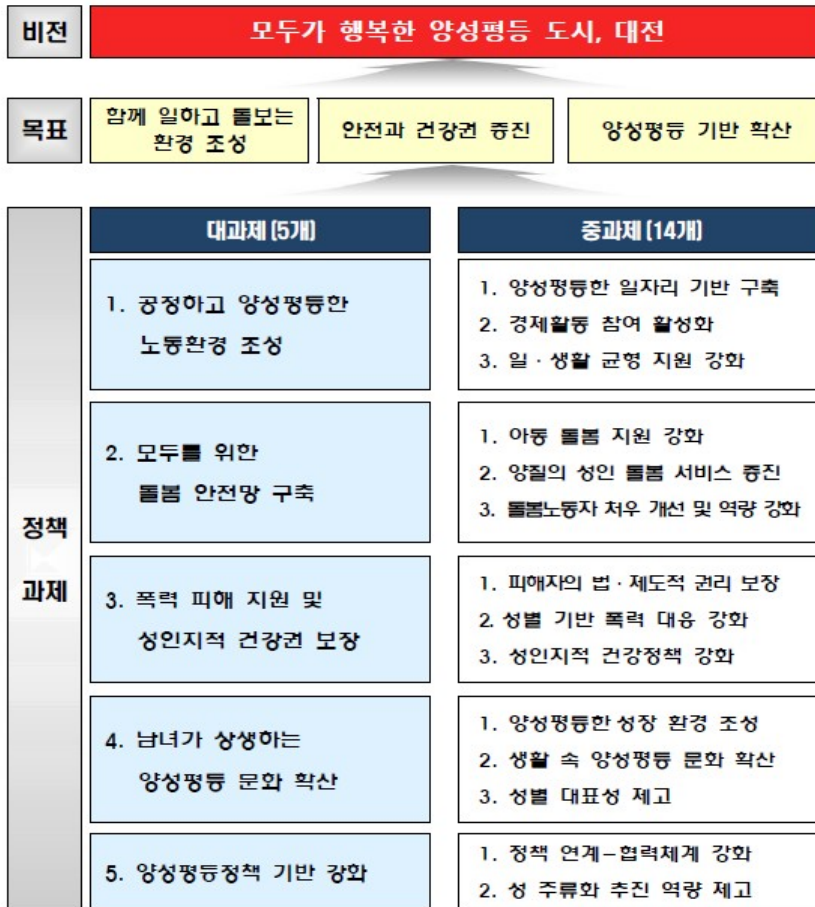 비전
모두가 행복한 양성평등 도시, 대전
목표
함께 일하고 돌보는
환경 조성
안전과 건강권 증진
양성평등 기반 확산
정책
과제
대과제 (5개)
중과제 (14개)
1. 공정하고 양성평등한
노동환경 조성
1. 양성평등한 일자리 기반 구축
2. 경제활동 참여 활성화
3. 일 · 생활 균형 지원 강화
2. 모두를 위한
돌봄 안전망 구축
1. 아동 돌봄 지원 강화
2. 양질의 성인 돌봄 서비스 증진
3. 돌봄노동자 처우 개선 및 역량 강화
3. 폭력 피해 지원 및
성인지적 건강권 보장
1. 피해자의 법 · 제도적 권리 보장
2. 성별 기반 폭력 대응 강화
3. 성인지적 건강정책 강화
4. 남녀가 상생하는
양성평등 문화 확산
1. 양성평등한 성장 환경 조성
2. 생활 속 양성평등 문화 확산
3. 성별 대표성 제고
5. 양성평등정책 기반 강화
1. 정책 연계–협력체계 강화
2. 성 주류화 추진 역량 제고